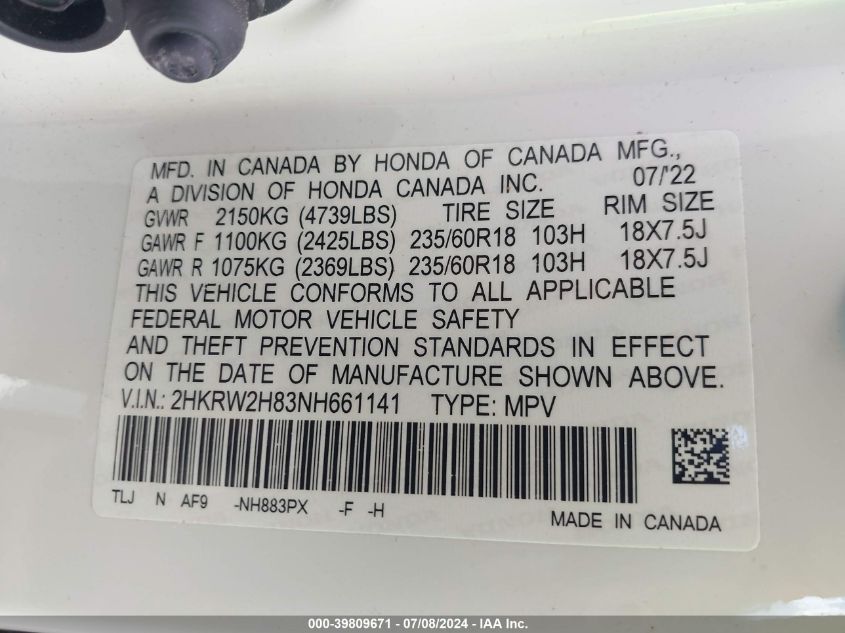 MFD. IN CANADA BY HONDA OF CANADA MFG.,
A DIVISION OF HONDA CANADA INC. 07/'22
GVWR 2150KG (4739LBS) TIRE SIZE RIM SIZE
GAWR F 1100KG (2425LBS) 235/60R18 103H 18X7.5J
GAWR R 1075KG (2369LBS) 235/60R18 103H 18X7.5J
THIS VEHICLE CONFORMS TO ALL APPLICABLE
FEDERAL MOTOR VEHICLE SAFETY
AND THEFT PREVENTION STANDARDS IN EFFECT
ON THE DATE OF MANUFACTURE SHOWN ABOVE.
V.I.N.: 2HKRW2H83NH661141 TYPE: MPV
TLJ N AF9 -NH883PX -F -H
MADE IN CANADA
000-39809671 - 07/08/2024 - IAA Inc.